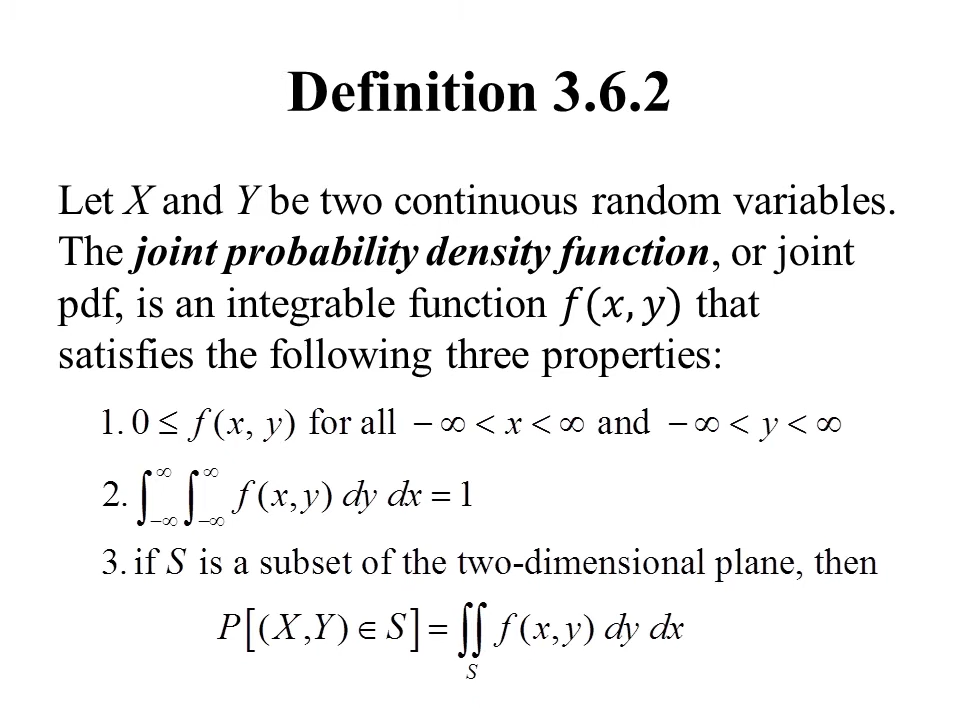 Definition 3.6.2
Let X and Y be two continuous random variables.
The joint probability density function, or joint
pdf, is an integrable function f(x, y) that
satisfies the following three properties:
1. 0 ≤ f(x, y) for all −∞ < x < ∞ and −∞ < y < ∞
2. ∫_{−∞}^{∞} ∫_{−∞}^{∞} f(x, y) dy dx = 1
3. if S is a subset of the two-dimensional plane, then
P[(X,Y) ∈ S] = ∬_S f(x, y) dy dx